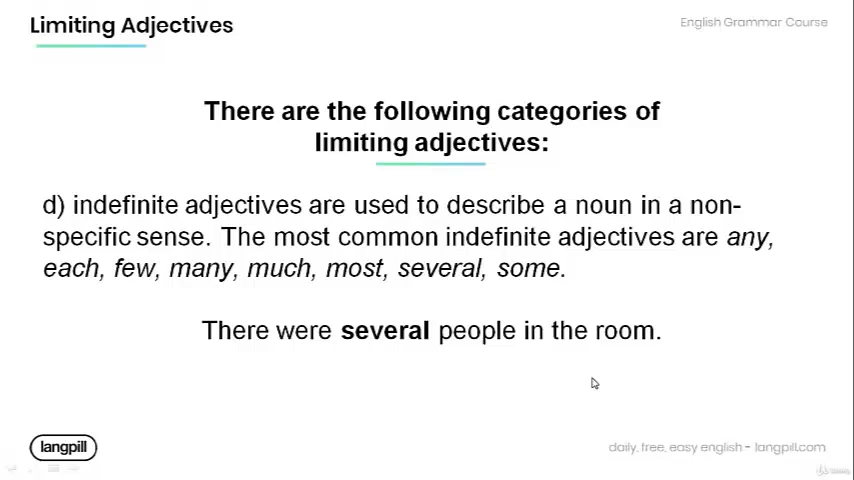 Limiting Adjectives
English Grammar Course
There are the following categories of
limiting adjectives:
d) indefinite adjectives are used to describe a noun in a non-
specific sense. The most common indefinite adjectives are any,
each, few, many, much, most, several, some.
There were several people in the room.
langpill
daily, free, easy english - langpill.com